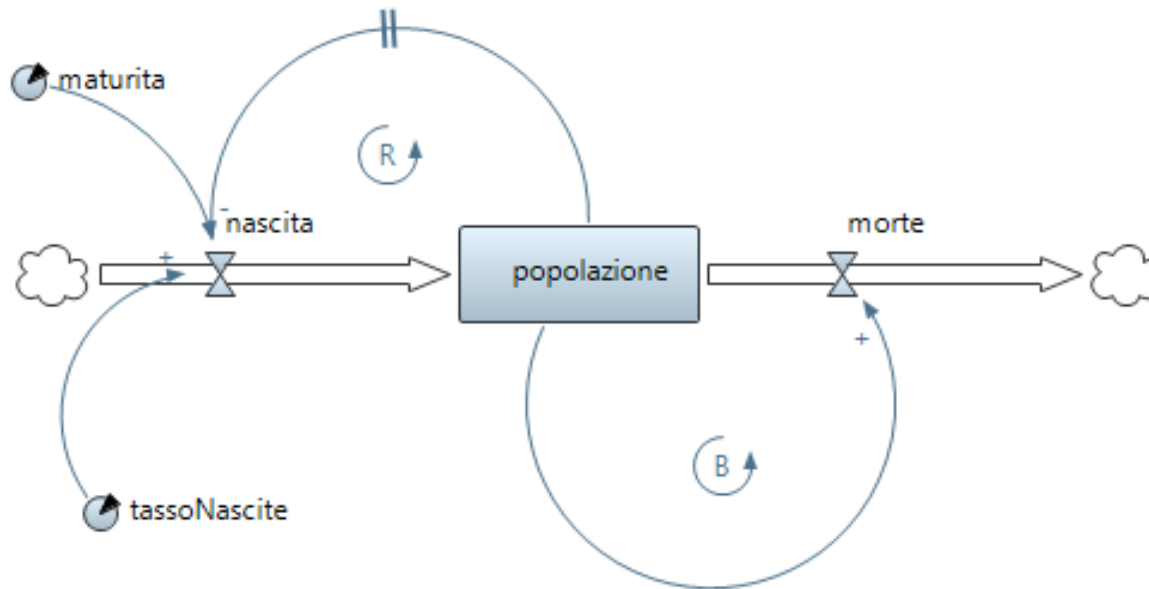 maturita
R
-
nascita
morte
+
popolazione
+
B
tassoNascite